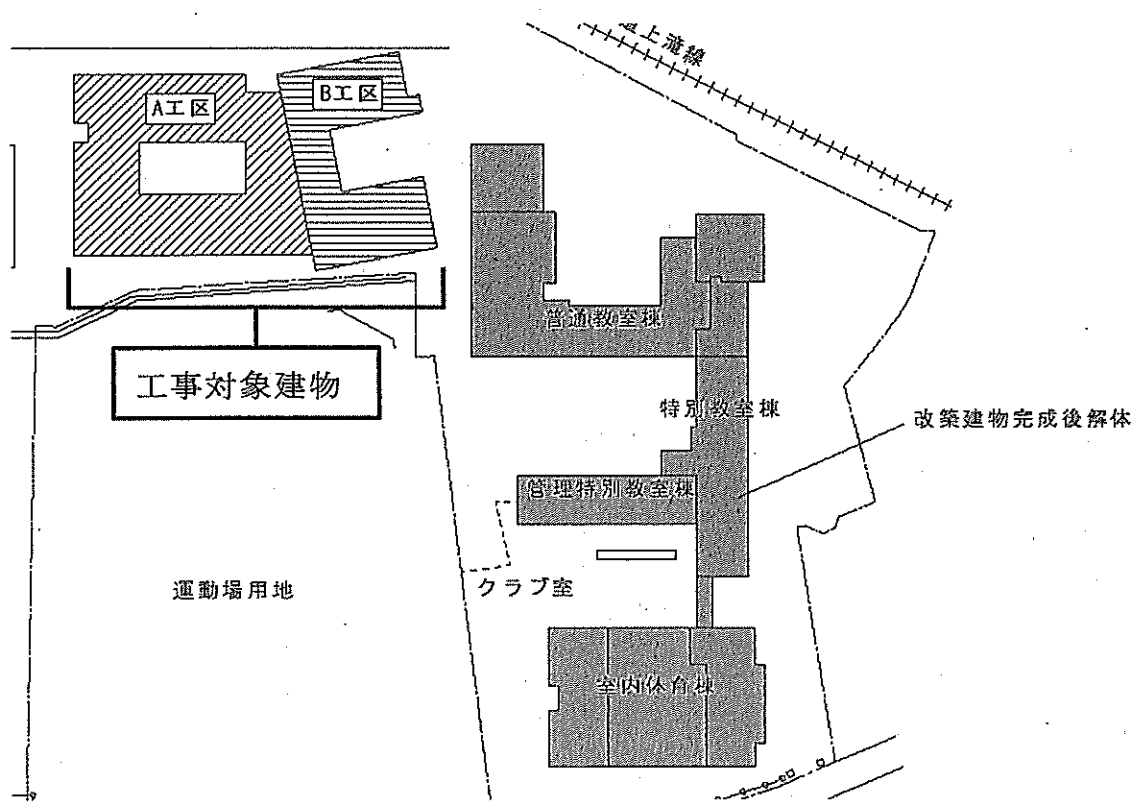 上滝線
A工区
B工区
普通教室棟
工事対象建物
特別教室棟
改築建物完成後解体
管理特別教室棟
運動場用地
クラブ室
室内体育棟